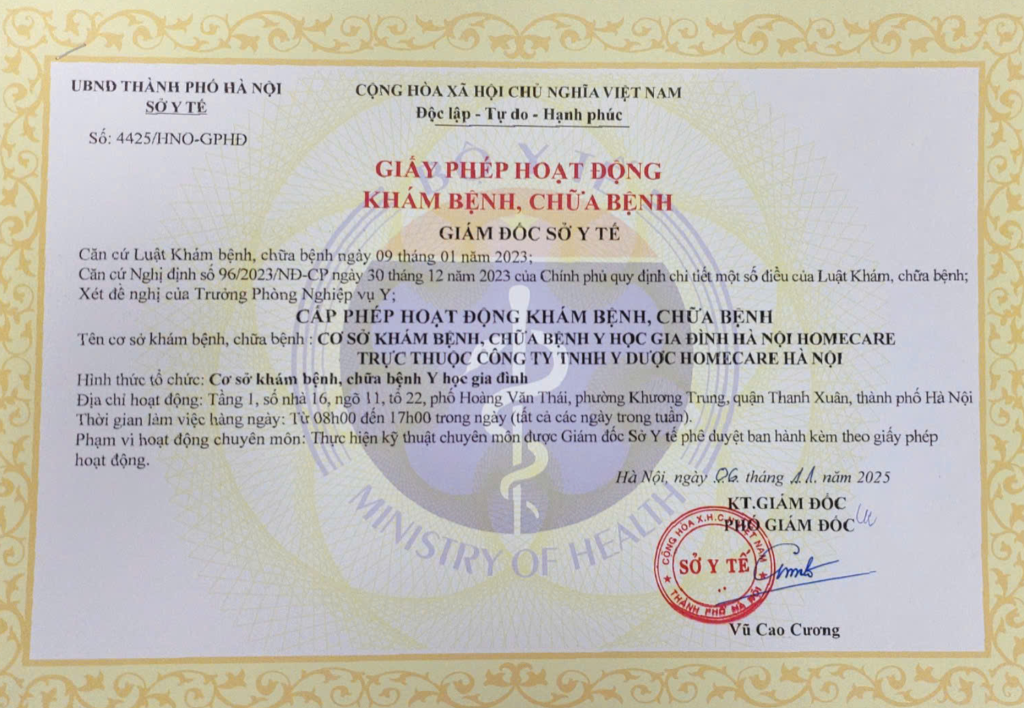 UBND THÀNH PHỐ HÀ NỘI
SỞ Y TẾ
Số: 4425/HNO-GPHĐ
CỘNG HÒA XÃ HỘI CHỦ NGHĨA VIỆT NAM
Độc lập - Tự do - Hạnh phúc
GIẤY PHÉP HOẠT ĐỘNG
KHÁM BỆNH, CHỮA BỆNH
GIÁM ĐỐC SỞ Y TẾ
Căn cứ Luật Khám bệnh, chữa bệnh ngày 09 tháng 01 năm 2023;
Căn cứ Nghị định số 96/2023/NĐ-CP ngày 30 tháng 12 năm 2023 của Chính phủ quy định chi tiết một số điều của Luật Khám, chữa bệnh;
Xét đề nghị của Trưởng Phòng Nghiệp vụ Y;
CẤP PHÉP HOẠT ĐỘNG KHÁM BỆNH, CHỮA BỆNH
Tên cơ sở khám bệnh, chữa bệnh : CƠ SỞ KHÁM BỆNH, CHỮA BỆNH Y HỌC GIA ĐÌNH HÀ NỘI HOMECARE
TRỰC THUỘC CÔNG TY TNHH Y DƯỢC HOMECARE HÀ NỘI
Hình thức tổ chức: Cơ sở khám bệnh, chữa bệnh Y học gia đình
Địa chỉ hoạt động: Tầng 1, số nhà 16, ngõ 11, tổ 22, phố Hoàng Văn Thái, phường Khương Trung, quận Thanh Xuân, thành phố Hà Nội
Thời gian làm việc hàng ngày: Từ 08h00 đến 17h00 trong ngày (tất cả các ngày trong tuần).
Phạm vi hoạt động chuyên môn: Thực hiện kỹ thuật chuyên môn được Giám đốc Sở Y tế phê duyệt ban hành kèm theo giấy phép
hoạt động.
Hà Nội, ngày 06 tháng 11 năm 2025
KT.GIÁM ĐỐC
PHÓ GIÁM ĐỐC
CỘNG HÒA X.H.C.N VIỆT NAM
SỞ Y TẾ
THÀNH PHỐ HÀ NỘI
Vũ Cao Cương
BỘ Y TẾ
MINISTRY OF HEALTH